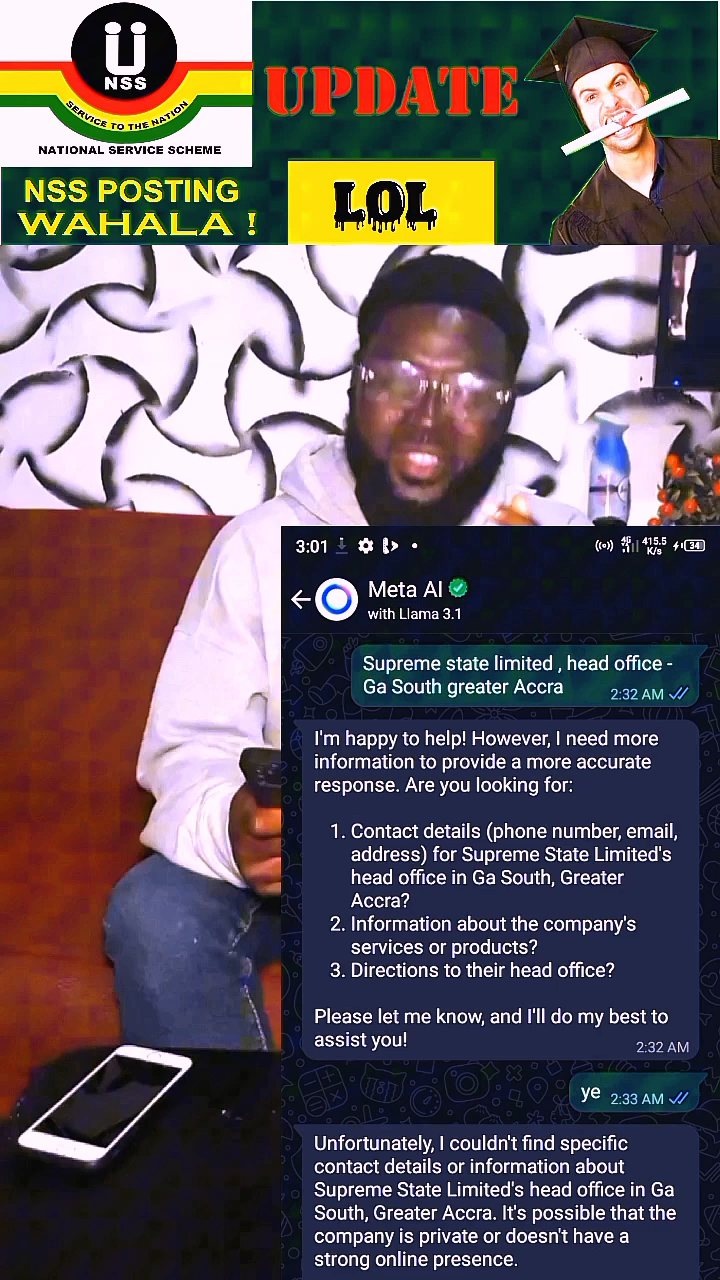 Ü
NSS
SERVICE TO THE NATION
NATIONAL SERVICE SCHEME
UPDATE
NSS POSTING
WAHALA !
LOL
3:01
4G
415.5
K/s
34
Meta AI
with Llama 3.1
Supreme state limited , head office -
Ga South greater Accra
2:32 AM
I'm happy to help! However, I need more
information to provide a more accurate
response. Are you looking for:
1. Contact details (phone number, email,
address) for Supreme State Limited's
head office in Ga South, Greater
Accra?
2. Information about the company's
services or products?
3. Directions to their head office?
Please let me know, and I'll do my best to
assist you!
2:32 AM
ye
2:33 AM
Unfortunately, I couldn't find specific
contact details or information about
Supreme State Limited's head office in Ga
South, Greater Accra. It's possible that the
company is private or doesn't have a
strong online presence.